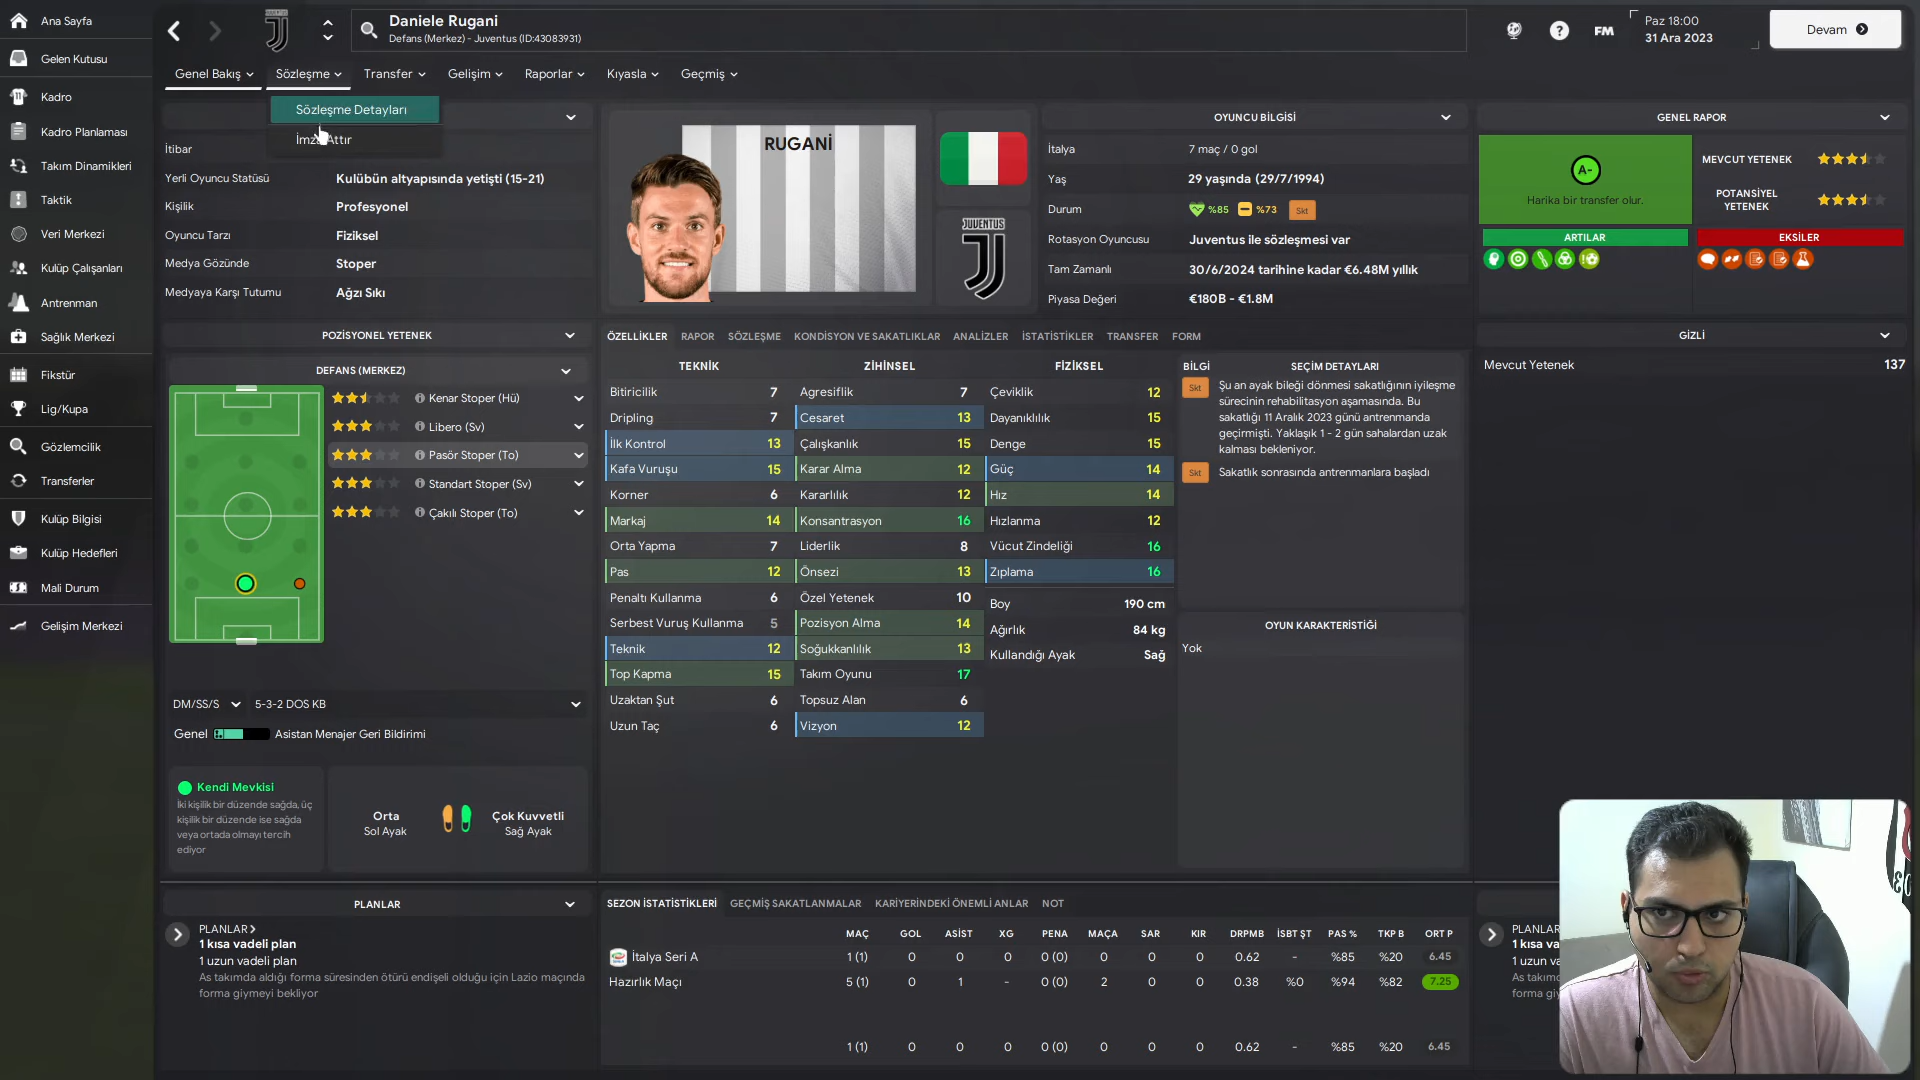 Ana Sayfa
Gelen Kutusu
Kadro
Kadro Planlaması
Takım Dinamikleri
Taktik
Veri Merkezi
Kulüp Çalışanları
Antrenman
Sağlık Merkezi
Fikstür
Lig/Kupa
Gözlemcilik
Transferler
Kulüp Bilgisi
Kulüp Hedefleri
Mali Durum
Gelişim Merkezi
Daniele Rugani
Defans (Merkez) - Juventus (ID:43083931)
FM
Paz 18:00
31 Ara 2023
Devam
Genel Bakış
Sözleşme
Transfer
Gelişim
Raporlar
Kıyasla
Geçmiş
Sözleşme Detayları
İmza Attır
İtibar
Yerli Oyuncu Statüsü Kulübün altyapısında yetişti (15-21)
Kişilik Profesyonel
Oyuncu Tarzı Fiziksel
Medya Gözünde Stoper
Medyaya Karşı Tutumu Ağzı Sıkı
RUGANİ
JUVENTUS
OYUNCU BİLGİSİ
İtalya 7 maç / 0 gol
Yaş 29 yaşında (29/7/1994)
Durum %85 %73 Skt
Rotasyon Oyuncusu Juventus ile sözleşmesi var
Tam Zamanlı 30/6/2024 tarihine kadar €6.48M yıllık
Piyasa Değeri €180B - €1.8M
GENEL RAPOR
A-
Harika bir transfer olur.
MEVCUT YETENEK
POTANSİYEL
YETENEK
ARTILAR
EKSİLER
POZİSYONEL YETENEK
DEFANS (MERKEZ)
Kenar Stoper (Hü)
Libero (Sv)
Pasör Stoper (To)
Standart Stoper (Sv)
Çakılı Stoper (To)
DM/SS/S 5-3-2 DOS KB
Genel Asistan Menajer Geri Bildirimi
Kendi Mevkisi
İki kişilik bir düzende sağda, üç
kişilik bir düzende ise sağda
veya ortada olmayı tercih
ediyor
Orta
Sol Ayak
Çok Kuvvetli
Sağ Ayak
ÖZELLİKLER RAPOR SÖZLEŞME KONDİSYON VE SAKATLIKLAR ANALİZLER İSTATİSTİKLER TRANSFER FORM
TEKNİK
Bitiricilik 7
Dripling 7
İlk Kontrol 13
Kafa Vuruşu 15
Korner 6
Markaj 14
Orta Yapma 7
Pas 12
Penaltı Kullanma 6
Serbest Vuruş Kullanma 5
Teknik 12
Top Kapma 15
Uzaktan Şut 6
Uzun Taç 6
ZİHİNSEL
Agresiflik 7
Cesaret 13
Çalışkanlık 15
Karar Alma 12
Kararlılık 12
Konsantrasyon 16
Liderlik 8
Önsezi 13
Özel Yetenek 10
Pozisyon Alma 14
Soğukkanlılık 13
Takım Oyunu 17
Topsuz Alan 6
Vizyon 12
FİZİKSEL
Çeviklik 12
Dayanıklılık 15
Denge 15
Güç 14
Hız 14
Hızlanma 12
Vücut Zindeliği 16
Zıplama 16
Boy 190 cm
Ağırlık 84 kg
Kullandığı Ayak Sağ
BİLGİ SEÇİM DETAYLARI
Skt Şu an ayak bileği dönmesi sakatlığının iyileşme
sürecinin rehabilitasyon aşamasında. Bu
sakatlığı 11 Aralık 2023 günü antrenmanda
geçirmişti. Yaklaşık 1 - 2 gün sahalardan uzak
kalması bekleniyor.
Skt Sakatlık sonrasında antrenmanlara başladı
OYUN KARAKTERİSTİĞİ
Yok
GİZLİ
Mevcut Yetenek 137
PLANLAR
PLANLAR
1 kısa vadeli plan
1 uzun vadeli plan
As takımda aldığı forma süresinden ötürü endişeli olduğu için Lazio maçında
forma giymeyi bekliyor
SEZON İSTATİSTİKLERİ GEÇMİŞ SAKATLANMALAR KARİYERİNDEKİ ÖNEMLİ ANLAR NOT
MAÇ GOL ASİST XG PENA MAÇA SAR KIR DRPMB İSBT ŞT PAS % TKP B ORT P
İtalya Seri A 1 (1) 0 0 0 0 (0) 0 0 0 0.62 - %85 %20 6.45
Hazırlık Maçı 5 (1) 0 1 - 0 (0) 2 0 0 0.38 %0 %94 %82 7.25
1 (1) 0 0 0 0 (0) 0 0 0 0.62 - %85 %20 6.45
PLANLAR
1 kısa va
1 uzun va
As takımd
forma giy